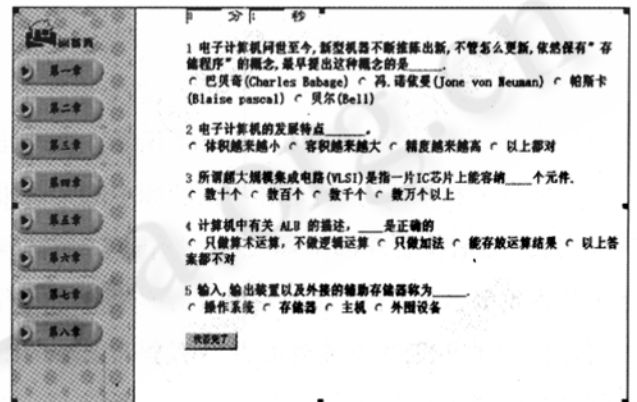 分 秒
首页
第一章
第二章
第三章
第四章
第五章
第六章
第七章
第八章
1 电子计算机问世至今,新型机器不断推陈出新,不管怎么更新,依然保有"存
储程序"的概念,最早提出这种概念的是_____.
巴贝奇(Charles Babage) 冯.诺依曼(Jone von Neuman) 帕斯卡
(Blaise pascal) 贝尔(Bell)
2 电子计算机的发展特点______。
体积越来越小 容积越来越大 精度越来越高 以上都对
3 所谓超大规模集成电路(VLSI)是指一片IC芯片上能容纳____个元件.
数十个 数百个 数千个 数万个以上
4 计算机中有关 ALU 的描述, ____是正确的
只做算术运算, 不做逻辑运算 只做加法 能存放运算结果 以上答
案都不对
5 输入,输出装置以及外接的辅助存储器称为_____.
操作系统 存储器 主机 外围设备
我答完了